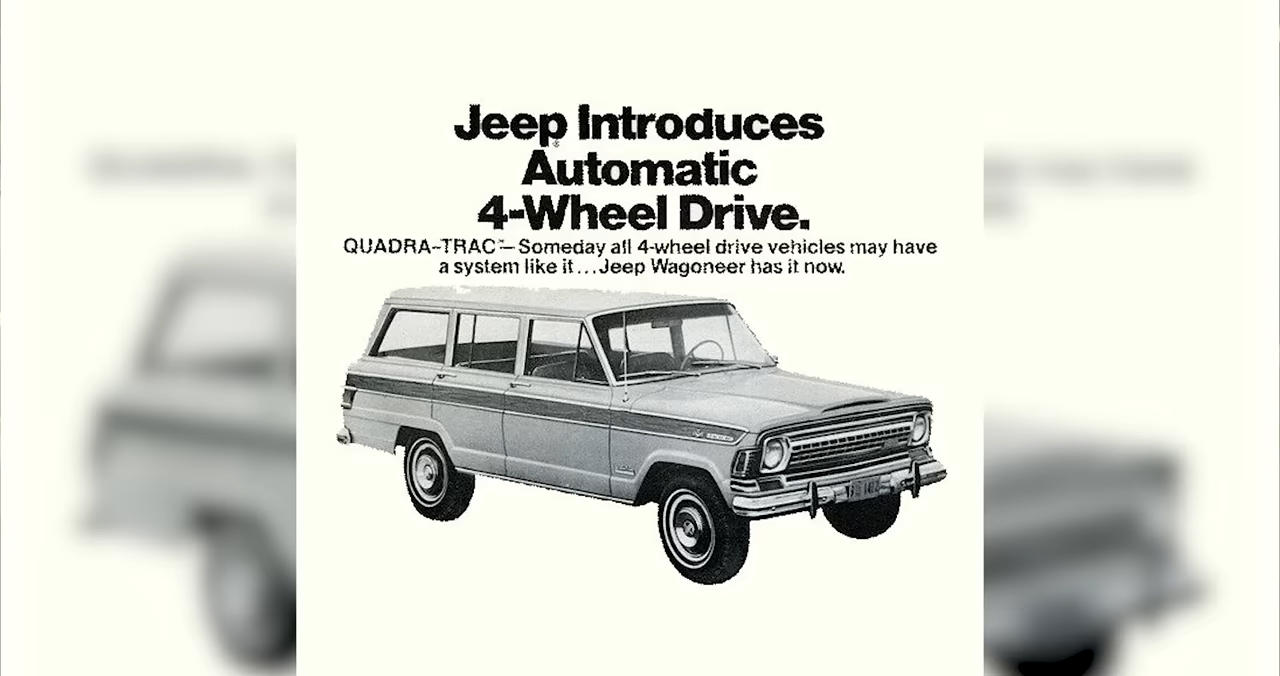 Jeep® Introduces
Automatic
4-Wheel Drive.
QUADRA-TRAC™—Someday all 4-wheel drive vehicles may have
a system like it...Jeep Wagoneer has it now.